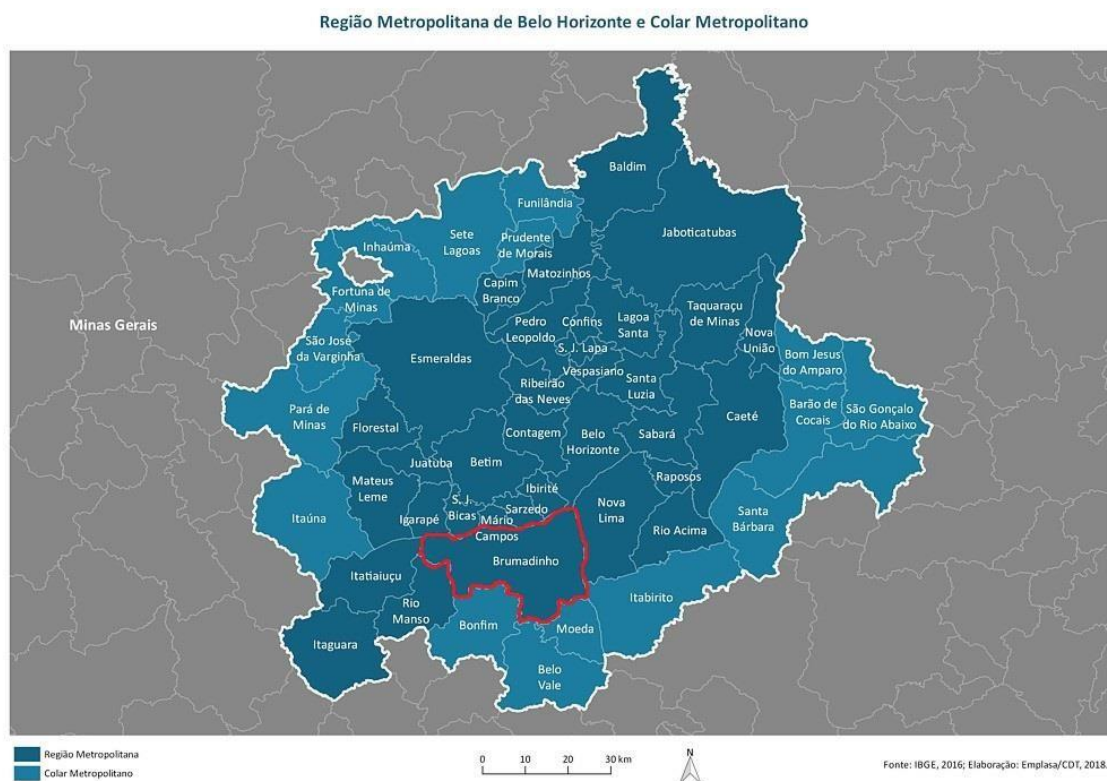 Região Metropolitana de Belo Horizonte e Colar Metropolitano
Baldim
Funilândia
Jaboticatubas
Sete
Lagoas
Inhaúma
Prudente
de Morais
Matozinhos
Capim
Branco
Fortuna de
Minas
Minas Gerais
Pedro
Leopoldo
Confins
Lagoa
Santa
Taquaraçu
de Minas
Nova
União
São José
da Varginha
Esmeraldas
S. J. Lapa
Vespasiano
Bom Jesus
do Amparo
Ribeirão
das Neves
Santa
Luzia
Pará de
Minas
Florestal
Caeté
Barão de
Cocais
São Gonçalo
do Rio Abaixo
Contagem
Belo
Horizonte
Sabará
Juatuba
Betim
Mateus
Leme
Ibirité
Raposos
Itaúna
Igarapé
S. J.
Bicas
Sarzedo
Mário
Campos
Nova
Lima
Rio Acima
Santa
Bárbara
Brumadinho
Itatiaiuçu
Rio
Manso
Itabirito
Itaguara
Bonfim
Moeda
Belo
Vale
Região Metropolitana
Colar Metropolitano
0 10 20 30 km
N
Fonte: IBGE, 2016; Elaboração: Emplasa/CDT, 2018.